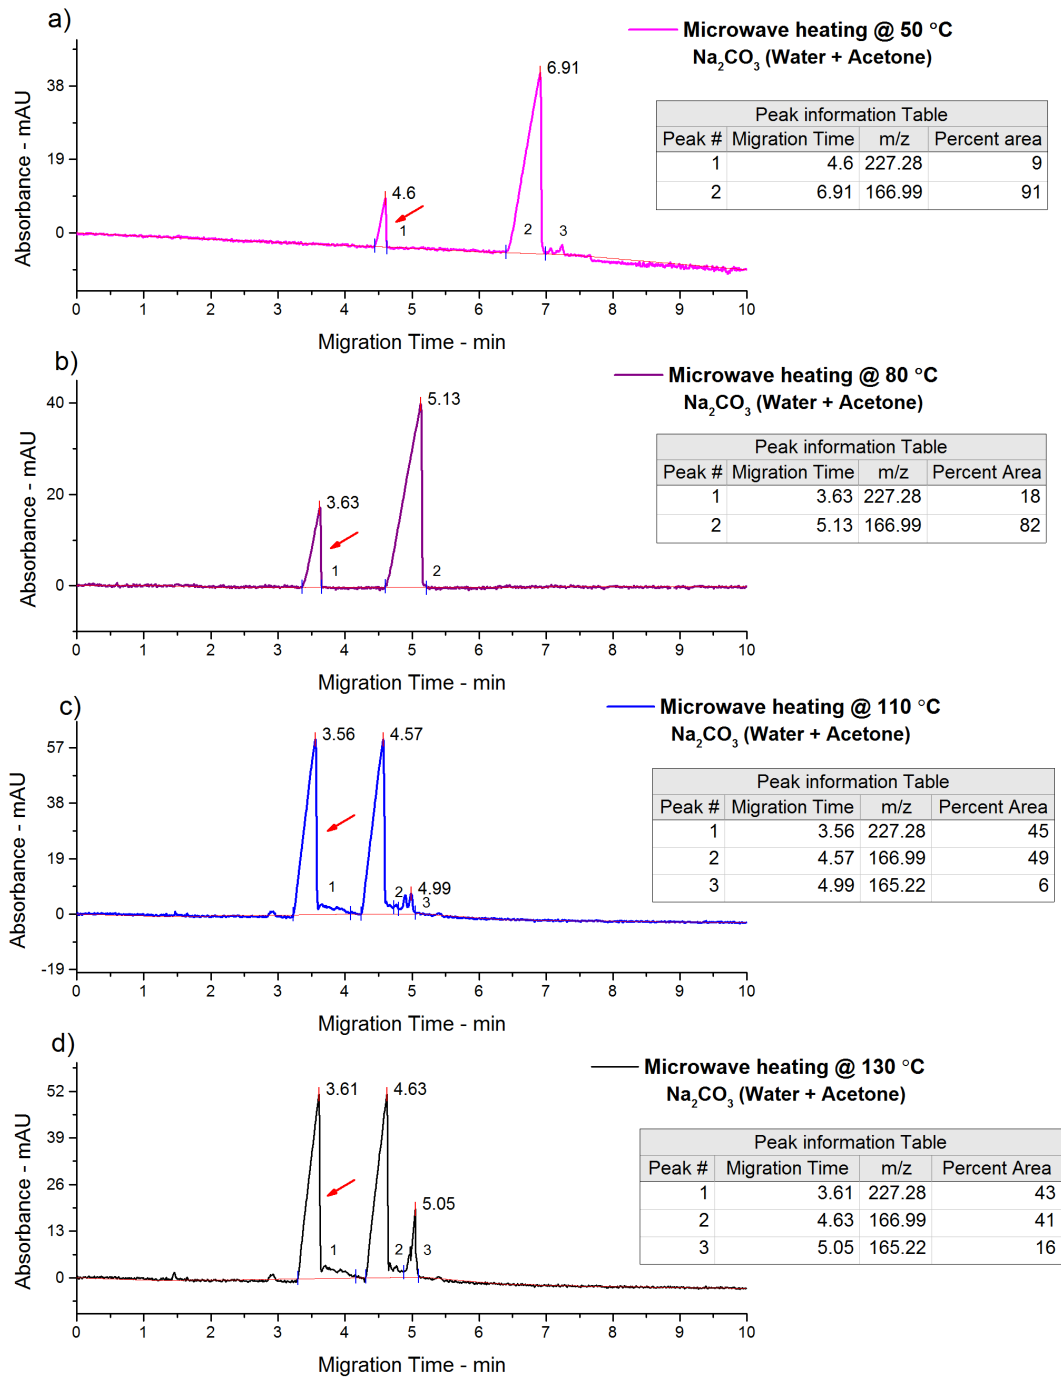 a)
Microwave heating @ 50 °C
Na₂CO₃ (Water + Acetone)
Absorbance - mAU
38
19
0
4.6
1
6.91
2
3
0 1 2 3 4 5 6 7 8 9 10
Migration Time - min
Peak information Table
Peak # Migration Time m/z Percent area
1 4.6 227.28 9
2 6.91 166.99 91
b)
Microwave heating @ 80 °C
Na₂CO₃ (Water + Acetone)
Absorbance - mAU
40
20
0
3.63
1
5.13
2
0 1 2 3 4 5 6 7 8 9 10
Migration Time - min
Peak information Table
Peak # Migration Time m/z Percent Area
1 3.63 227.28 18
2 5.13 166.99 82
c)
Microwave heating @ 110 °C
Na₂CO₃ (Water + Acetone)
Absorbance - mAU
57
38
19
0
-19
3.56
1
4.57
2
4.99
3
0 1 2 3 4 5 6 7 8 9 10
Migration Time - min
Peak information Table
Peak # Migration Time m/z Percent Area
1 3.56 227.28 45
2 4.57 166.99 49
3 4.99 165.22 6
d)
Microwave heating @ 130 °C
Na₂CO₃ (Water + Acetone)
Absorbance - mAU
52
39
26
13
0
3.61
1
4.63
2
5.05
3
0 1 2 3 4 5 6 7 8 9 10
Migration Time - min
Peak information Table
Peak # Migration Time m/z Percent Area
1 3.61 227.28 43
2 4.63 166.99 41
3 5.05 165.22 16